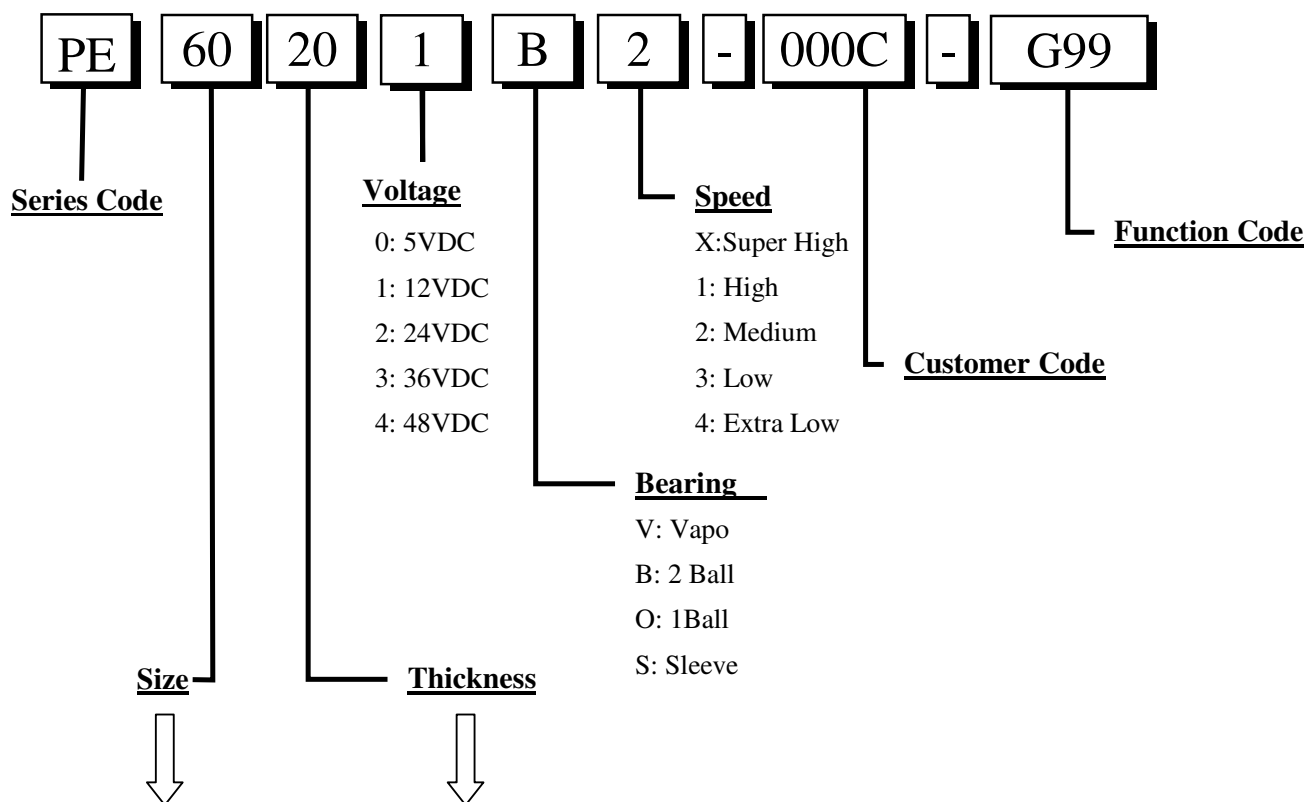 PE 60 20 1 B 2 - 000C - G99
Series Code
Voltage
0: 5VDC
1: 12VDC
2: 24VDC
3: 36VDC
4: 48VDC
Speed
X:Super High
1: High
2: Medium
3: Low
4: Extra Low
Function Code
Customer Code
Bearing
V: Vapo
B: 2 Ball
O: 1Ball
S: Sleeve
Size
Thickness